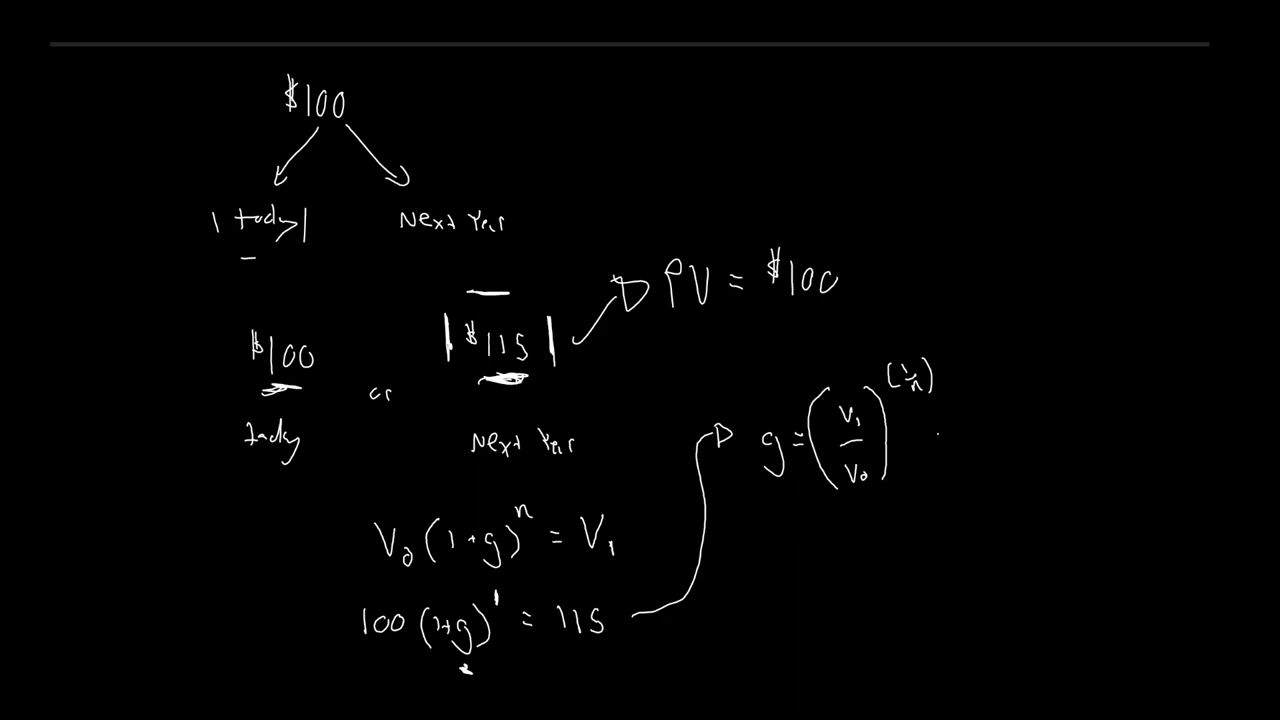 $100
today Next Year
$115 PV = $100
$100 or
today Next Year
g = (V₁/V₀)^(1/n)
V₀(1+g)ⁿ = V₁
100(1+g)¹ = 115